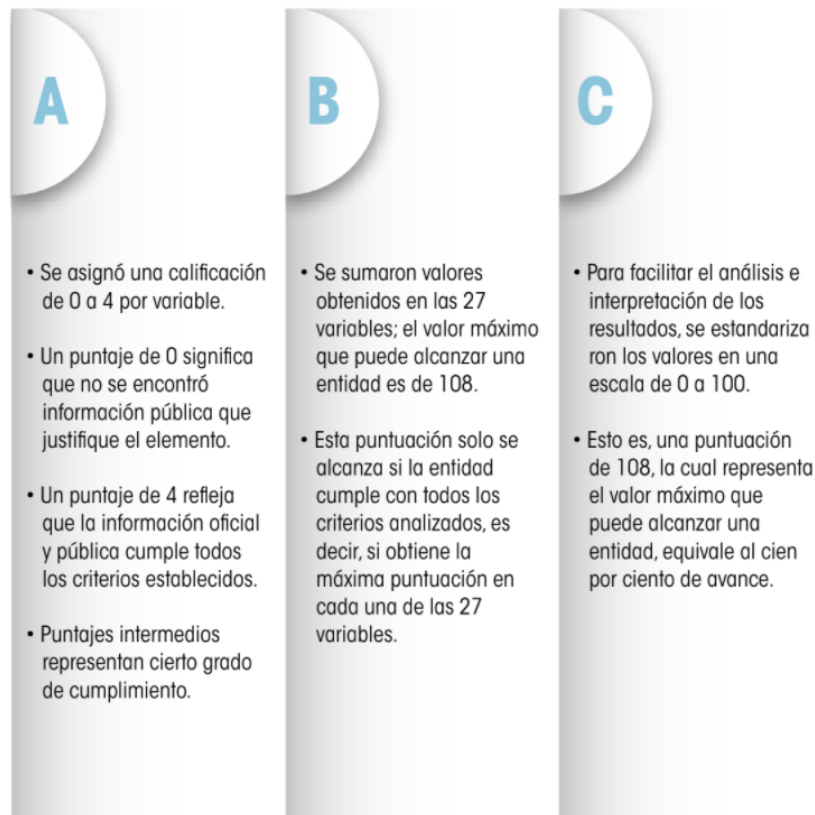 A
• Se asignó una calificación
de 0 a 4 por variable.
• Un puntaje de 0 significa
que no se encontró
información pública que
justifique el elemento.
• Un puntaje de 4 refleja
que la información oficial
y pública cumple todos
los criterios establecidos.
• Puntajes intermedios
representan cierto grado
de cumplimiento.
B
• Se sumaron valores
obtenidos en las 27
variables; el valor máximo
que puede alcanzar una
entidad es de 108.
• Esta puntuación solo se
alcanza si la entidad
cumple con todos los
criterios analizados, es
decir, si obtiene la
máxima puntuación en
cada una de las 27
variables.
C
• Para facilitar el análisis e
interpretación de los
resultados, se estandariza
ron los valores en una
escala de 0 a 100.
• Esto es, una puntuación
de 108, la cual representa
el valor máximo que
puede alcanzar una
entidad, equivale al cien
por ciento de avance.